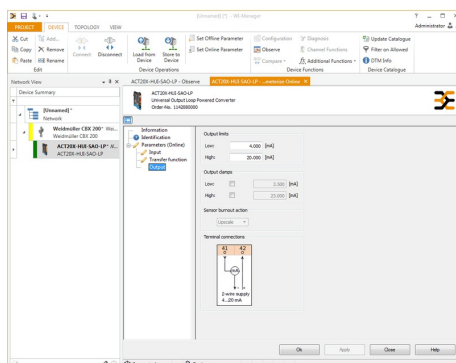 [Unnamed] (*) - WI-Manager
PROJECT DEVICE TOPOLOGY VIEW Administrator
Cut Add...
Copy Remove
Paste Rename
Edit
Connect Disconnect
Load from Device Store to Device
Device Operations
Set Offline Parameter
Set Online Parameter
Configuration Diagnosis
Observe Channel Functions
Compare Additional Functions
Device Functions
Update Catalogue
Filter on Allowed
DTM Info
Device Catalogue
Network View
Device Summary
[Unnamed] *
Network
Weidmüller CBX 200* Wei...
Weidmüller CBX 200
ACT20X-HUI-SAO-LP*
ACT20X-HUI-SAO-LP
ACT20X-HUI-SAO-LP - Observe
ACT20X-HUI-SAO-LP
Universal Output Loop Powered Converter
Order-No.
Information
Identification
Parameters (Online)
Input
Transfer function
Output
Output limits
Low: 4.000 [mA]
High: 20.000 [mA]
Output clamps
Low: 3.500 [mA]
High: 23.000 [mA]
Sensor burnout action
Upscale
Terminal connections
41 42
mA
2-wire supply
4...20 mA
Ok Apply Close Help